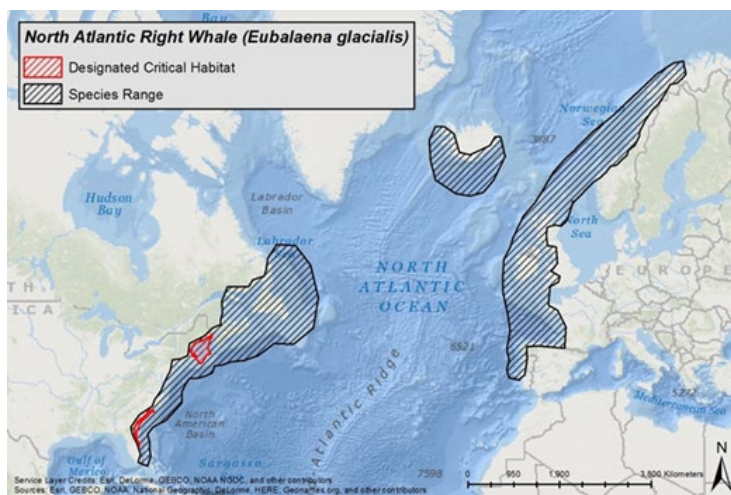 North Atlantic Right Whale (Eubalaena glacialis)
Designated Critical Habitat
Species Range
Norwegian
Sea
3887
Hudson
Bay
Labrador
Basin
Labrador
North
Sea
NORTH
ATLANTIC
OCEAN
EUROPE
6521
Atlantic Ridge
North
American
Basin
5272
Mediterranean Sea
Gulf of
Mexico
Sargasso
7598
N
0 950 1,900 3,800 Kilometers
Service Layer Credits: Esri, DeLorme, GEBCO, NOAA NGDC, and other contributors
Sources: Esri, GEBCO, NOAA, National Geographic, DeLorme, HERE, Geonames.org, and other contributors